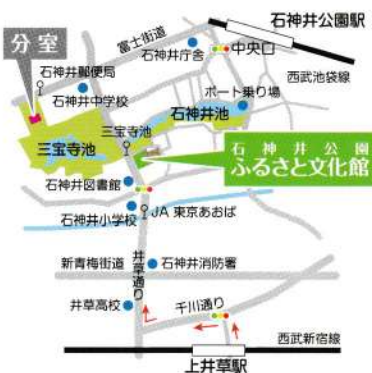 石神井公園駅
分室
富士街道
石神井庁舎
中央口
西武池袋線
石神井郵便局
石神井中学校
ボート乗り場
石神井池
三宝寺池
三宝寺池
石神井公園
ふるさと文化館
石神井図書館
石神井小学校
JA 東京あおば
井草通り
新青梅街道
石神井消防署
井草高校
千川通り
西武新宿線
上井草駅